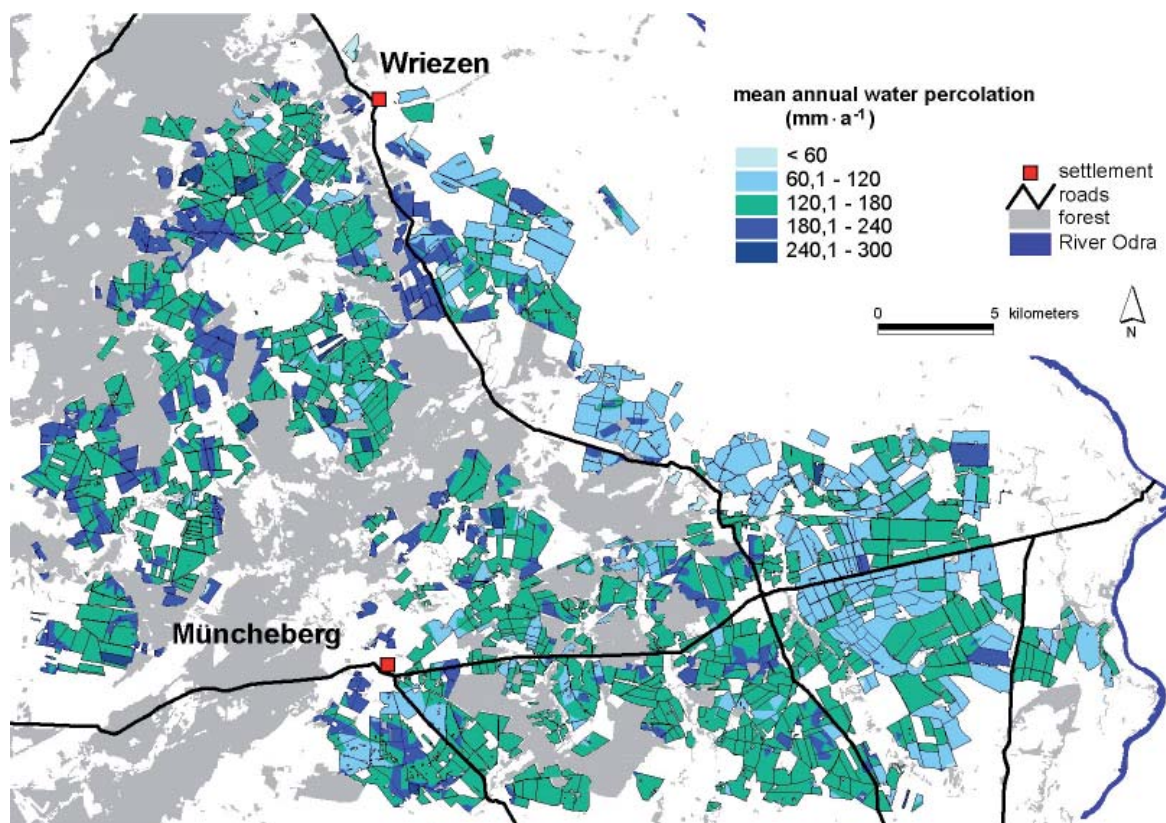 Wriezen
mean annual water percolation
(mm · a⁻¹)
< 60
60,1 - 120
120,1 - 180
180,1 - 240
240,1 - 300
settlement
roads
forest
River Odra
0 5 kilometers
N
Müncheberg